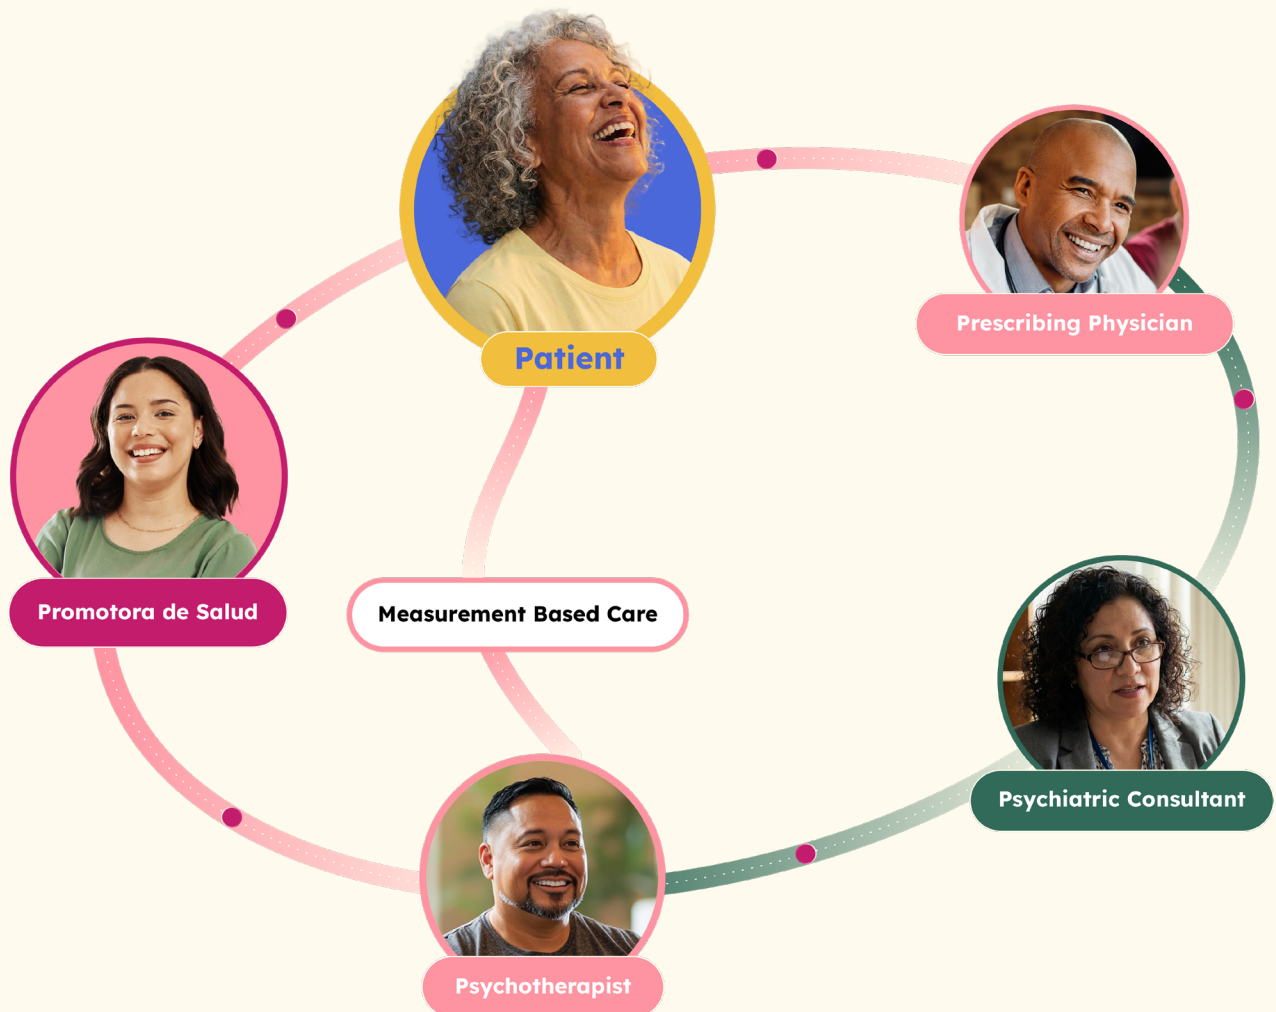 Patient
Prescribing Physician
Promotora de Salud
Measurement Based Care
Psychiatric Consultant
Psychotherapist